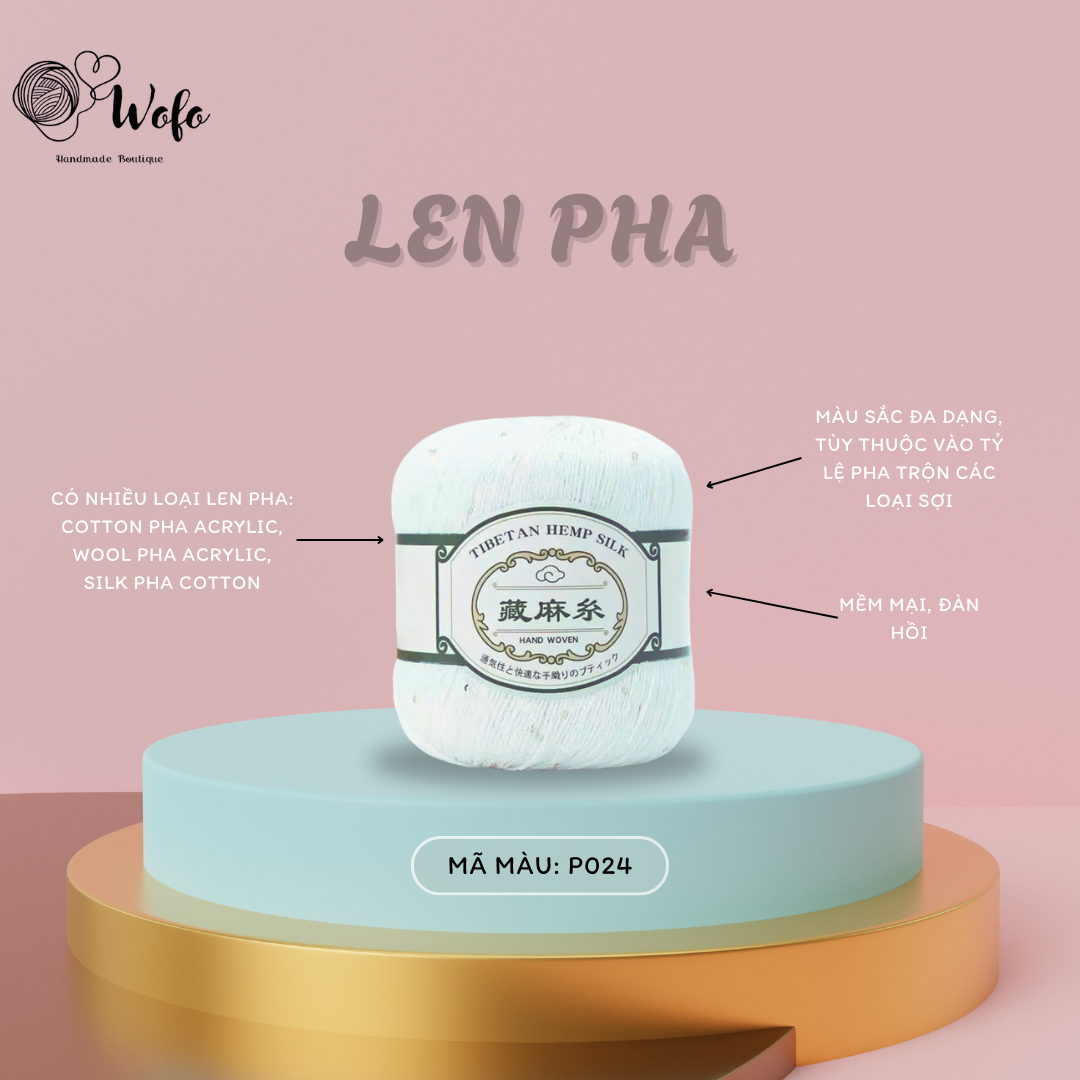 Wofo
Handmade Boutique
LEN PHA
MÀU SẮC ĐA DẠNG,
TÙY THUỘC VÀO TỶ
LỆ PHA TRỘN CÁC
LOẠI SỢI
CÓ NHIỀU LOẠI LEN PHA:
COTTON PHA ACRYLIC,
WOOL PHA ACRYLIC,
SILK PHA COTTON
MỀM MẠI, ĐÀN
HỒI
TIBETAN HEMP SILK
藏麻糸
HAND WOVEN
通気性と快適な手織りのブティック
MÃ MÀU: P024